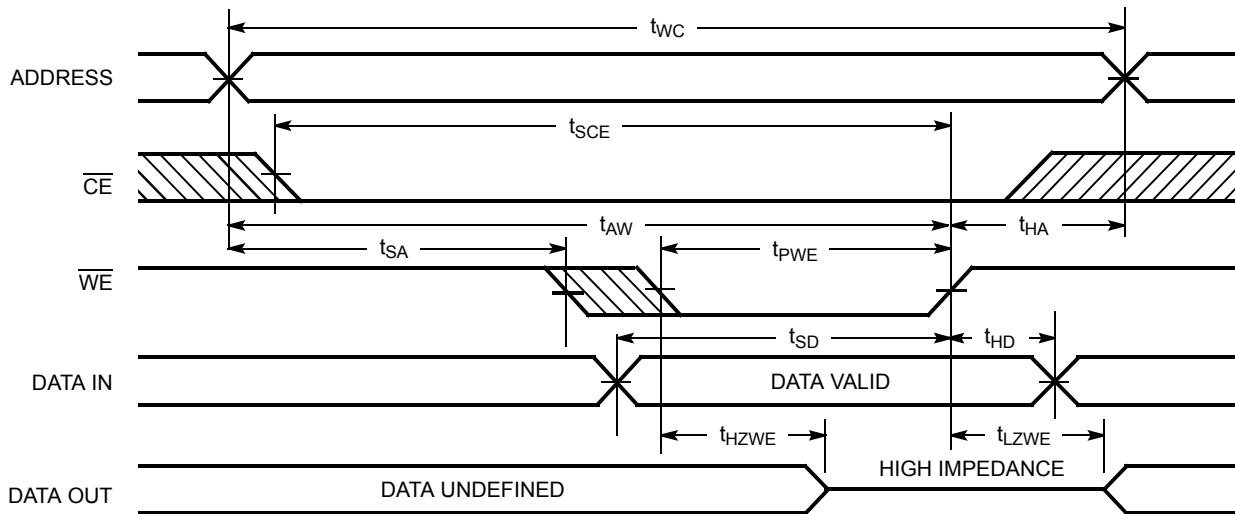 tWC
ADDRESS
tSCE
CE
tAW
tHA
tSA
tPWE
WE
tSD
tHD
DATA IN
DATA VALID
tHZWE
tLZWE
HIGH IMPEDANCE
DATA OUT
DATA UNDEFINED